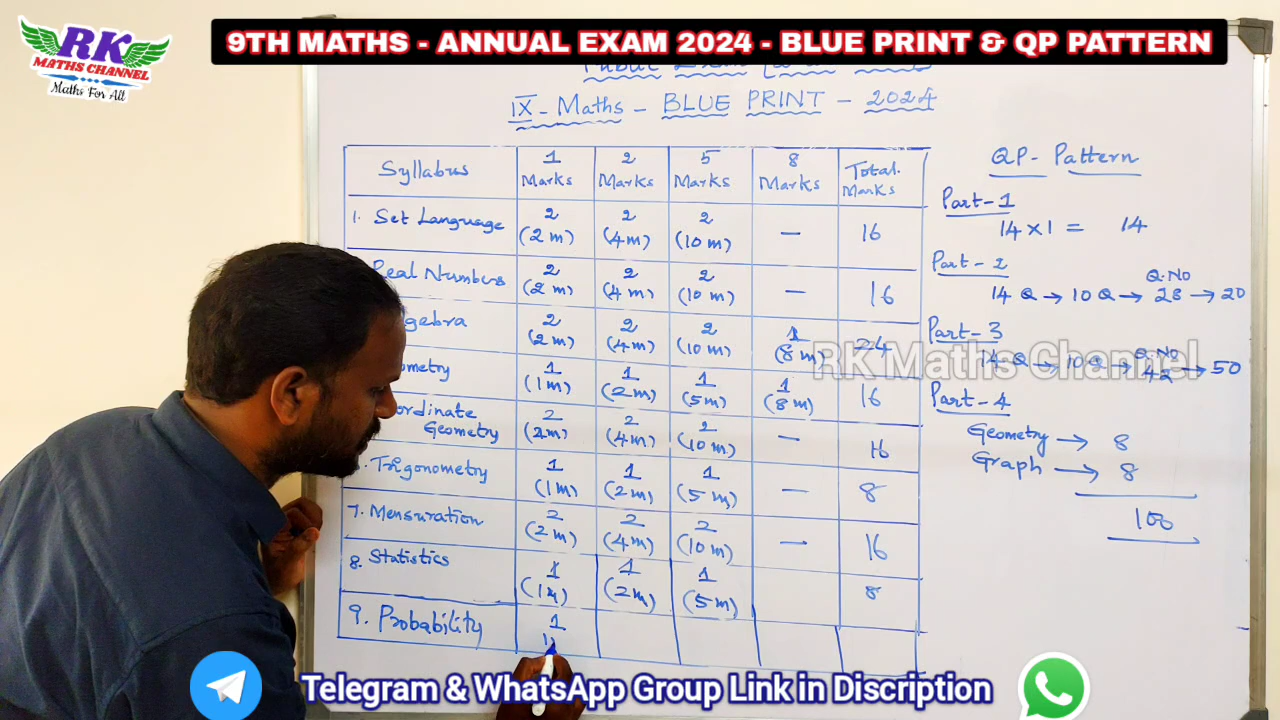 RK
MATHS CHANNEL
Maths For All
9TH MATHS - ANNUAL EXAM 2024 - BLUE PRINT & QP PATTERN
IX - Maths - BLUE PRINT - 2024
Syllabus 1 Marks 2 Marks 5 Marks 8 Marks Total. Marks
1. Set Language 2 (2m) 2 (4m) 2 (10m) — 16
Real Numbers 2 (2m) 2 (4m) 2 (10m) — 16
gebra 2 (2m) 2 (4m) 2 (10m) 1 (8m) 24
ometry 1 (1m) 1 (2m) 1 (5m) 1 (8m) 16
ordinate Geometry 2 (2m) 2 (4m) 2 (10m) — 16
Trigonometry 1 (1m) 1 (2m) 1 (5m) — 8
7. Mensuration 2 (2m) 2 (4m) 2 (10m) — 16
8. Statistics 1 (1m) 1 (2m) 1 (5m) 8
9. Probability 1
QP - Pattern
Part-1
14 x 1 = 14
Part-2
Q.NO
14 Q → 10 Q → 28 → 20
Part-3
Q.No
14 Q → 10 Q → 42 → 50
Part-4
Geometry → 8
Graph → 8
100
RK Maths Channel
Telegram & WhatsApp Group Link in Discription